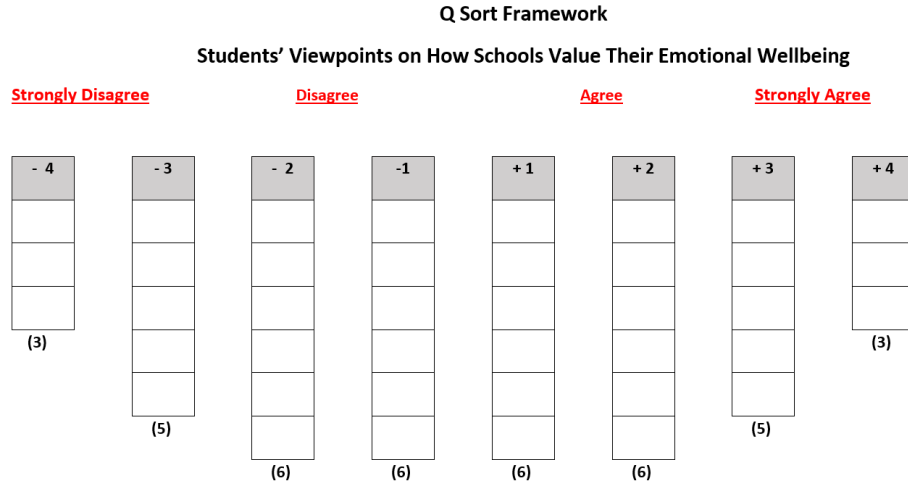 Q Sort Framework
Students' Viewpoints on How Schools Value Their Emotional Wellbeing
Strongly Disagree Disagree Agree Strongly Agree
- 4 - 3 - 2 -1 + 1 + 2 + 3 + 4
(3) (3)
(5) (5)
(6) (6) (6) (6)